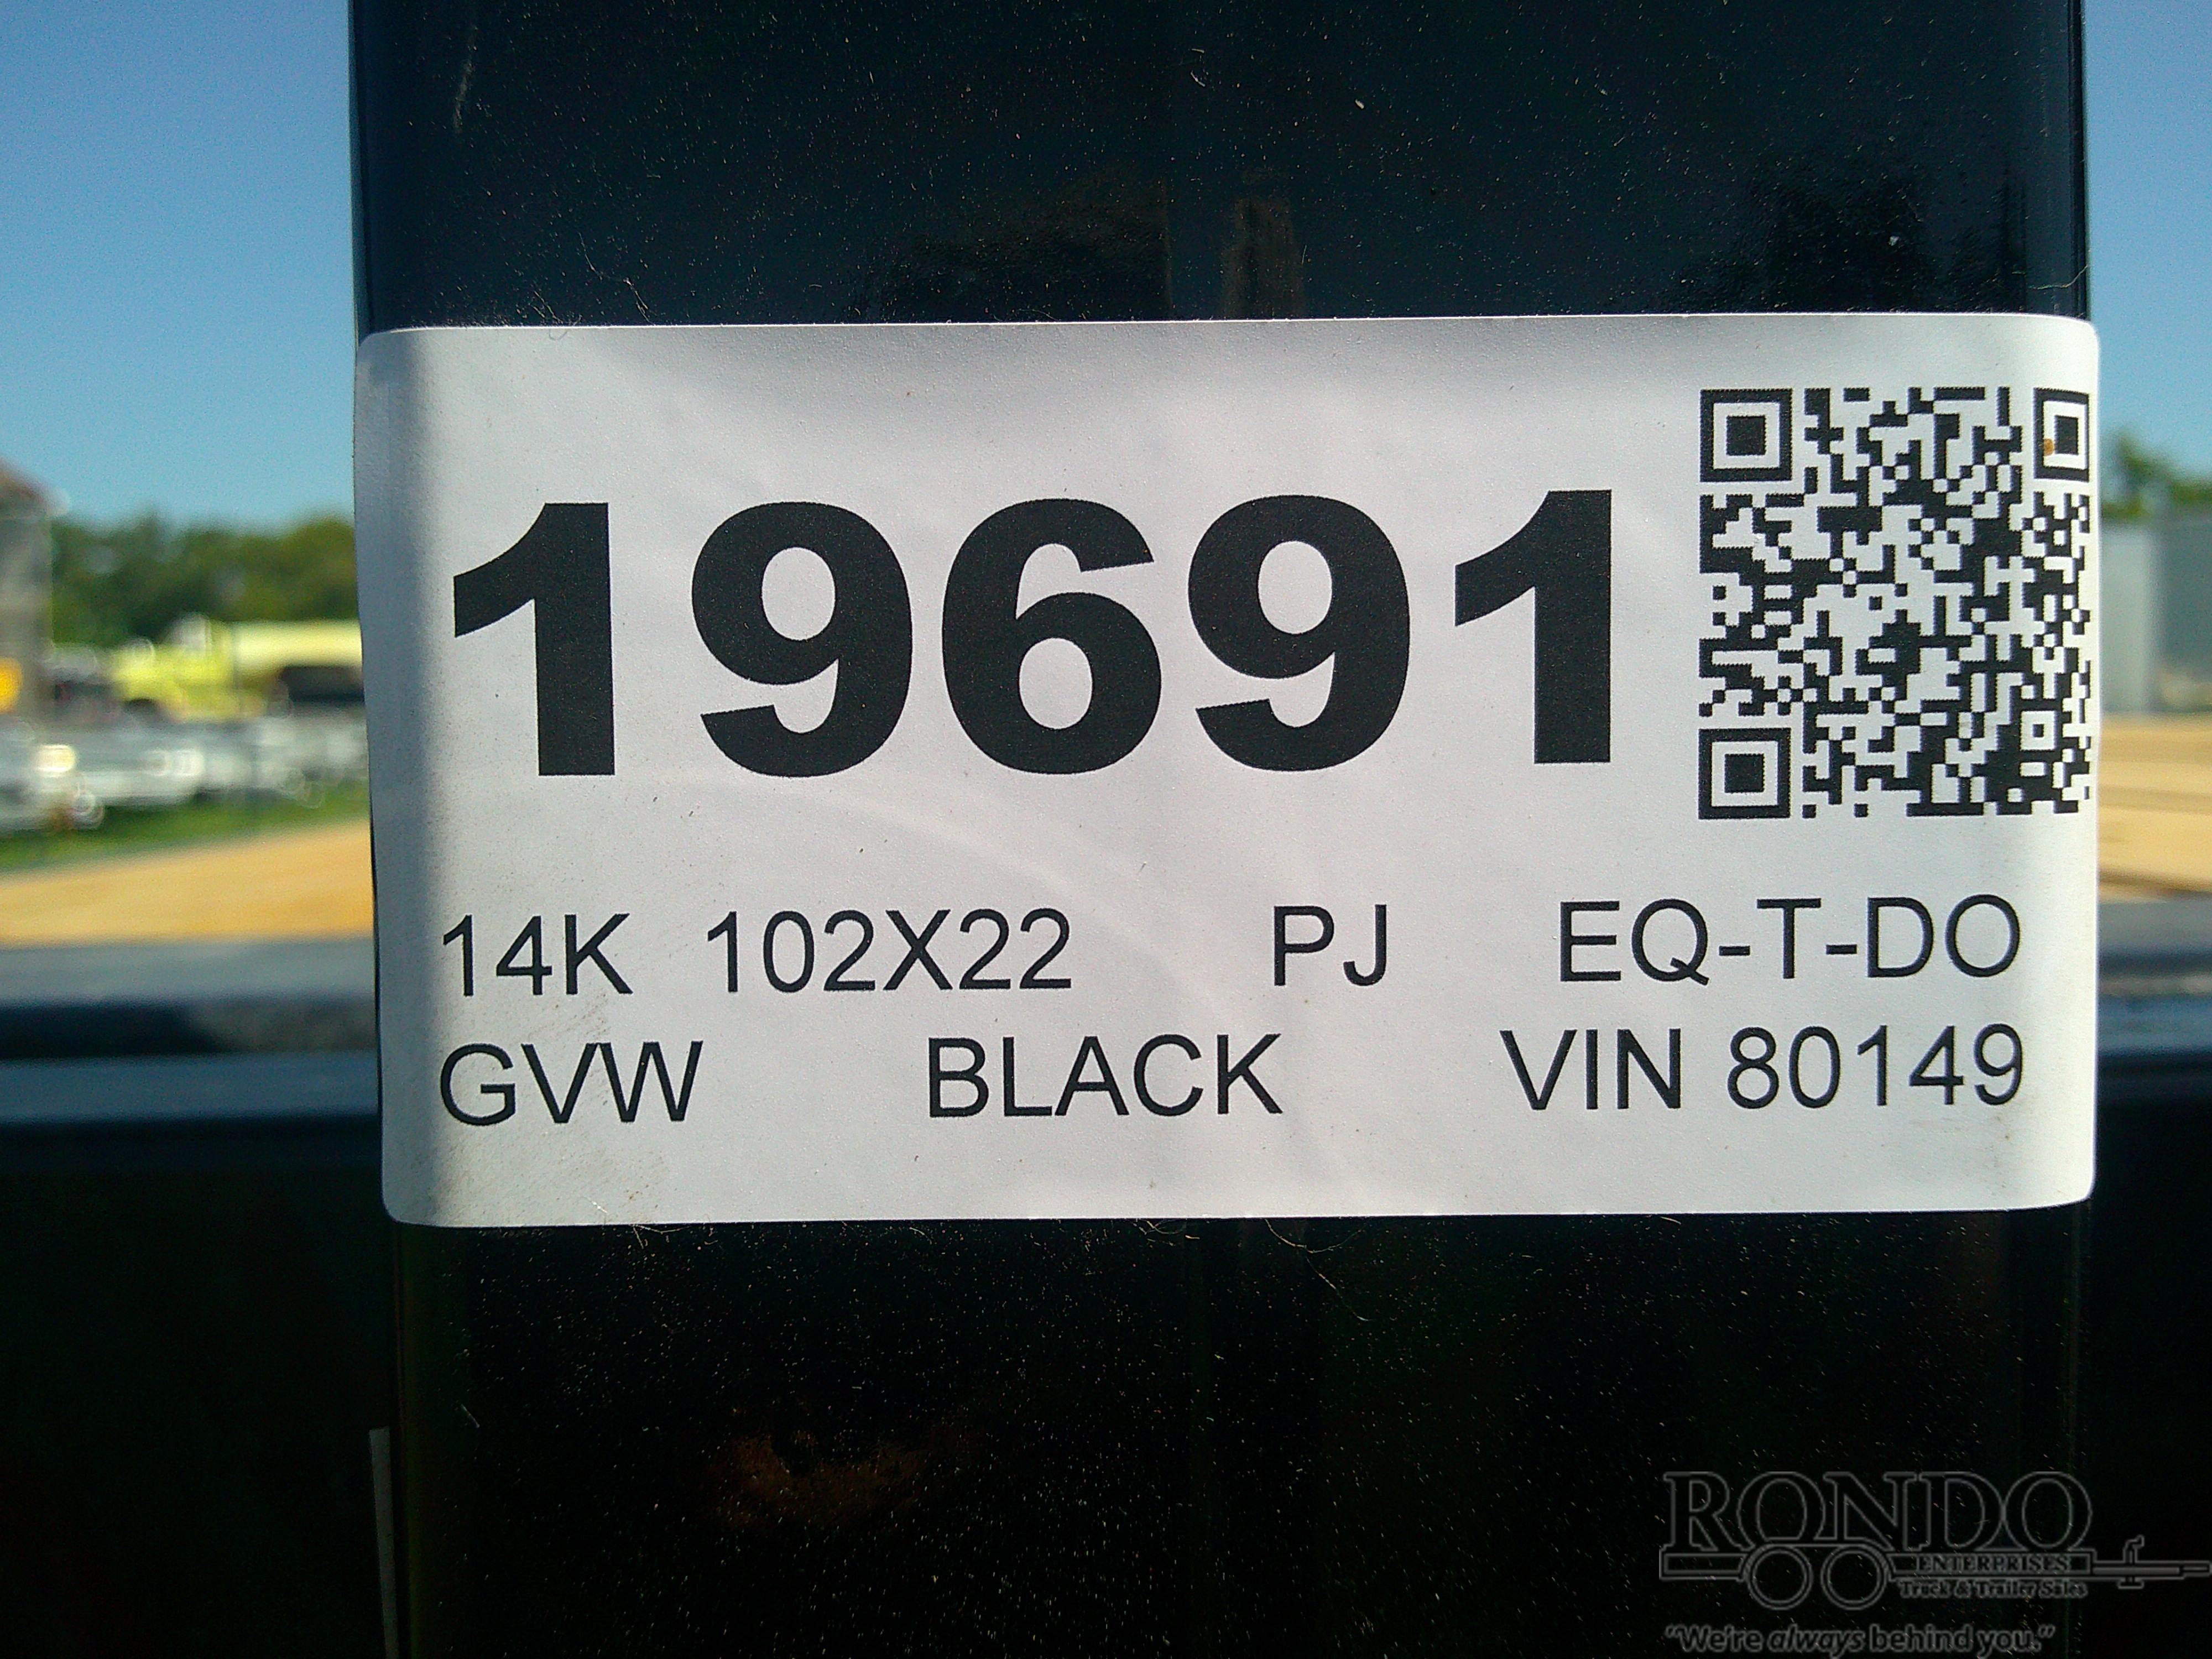 19691
14K 102X22 PJ EQ-T-DO
GVW BLACK VIN 80149
RONDO
ENTERPRISES
Truck & Trailer Sales
"We're always behind you."